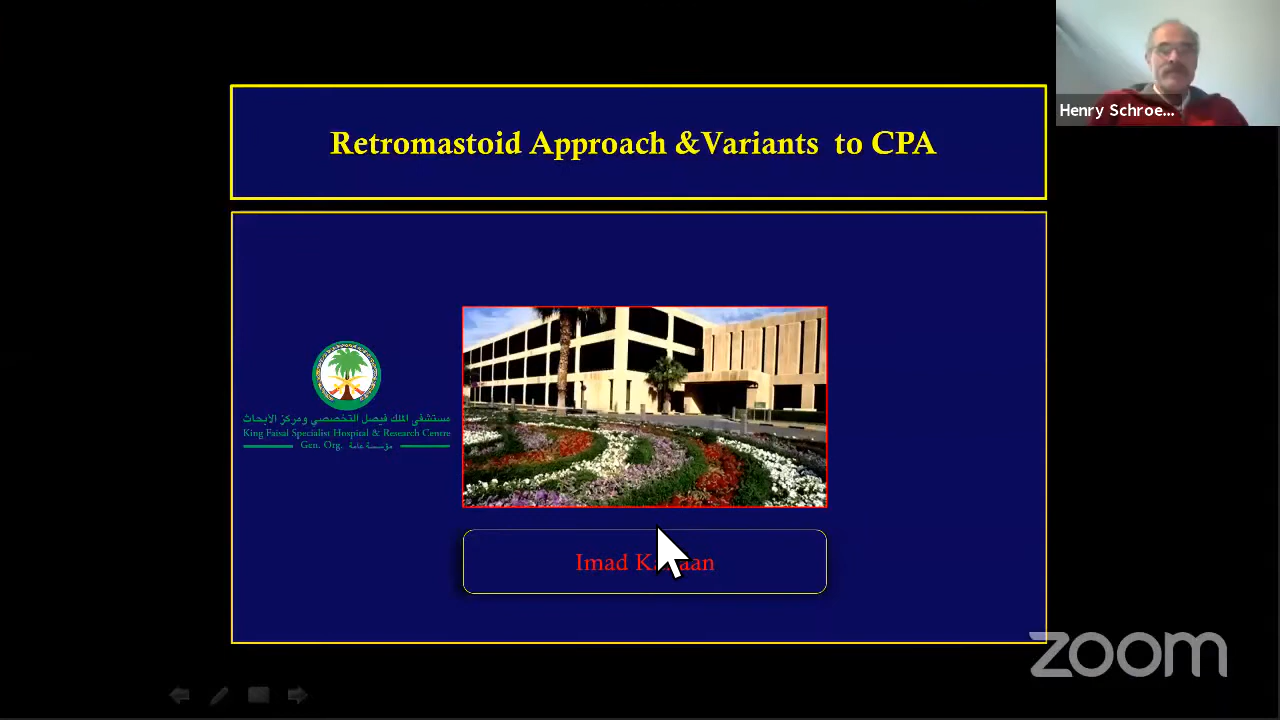 Henry Schroe...
Retromastoid Approach &Variants to CPA
مستشفى الملك فيصل التخصصي ومركز الأبحاث
King Faisal Specialist Hospital & Research Centre
Gen. Org. مؤسسة عامة
Imad
zoom